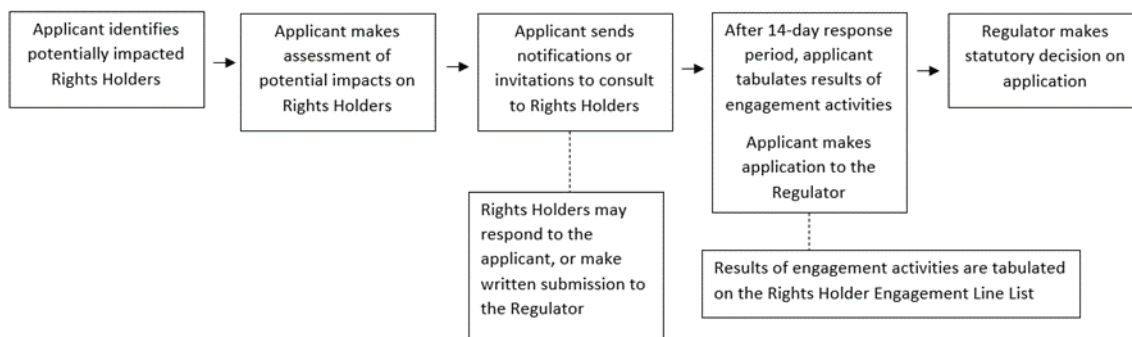 Applicant identifies
potentially impacted
Rights Holders
Applicant makes
assessment of
potential impacts on
Rights Holders
Applicant sends
notifications or
invitations to consult
to Rights Holders
After 14-day response
period, applicant
tabulates results of
engagement activities
Applicant makes
application to the
Regulator
Regulator makes
statutory decision on
application
Rights Holders may
respond to the
applicant, or make
written submission to
the Regulator
Results of engagement activities are tabulated
on the Rights Holder Engagement Line List